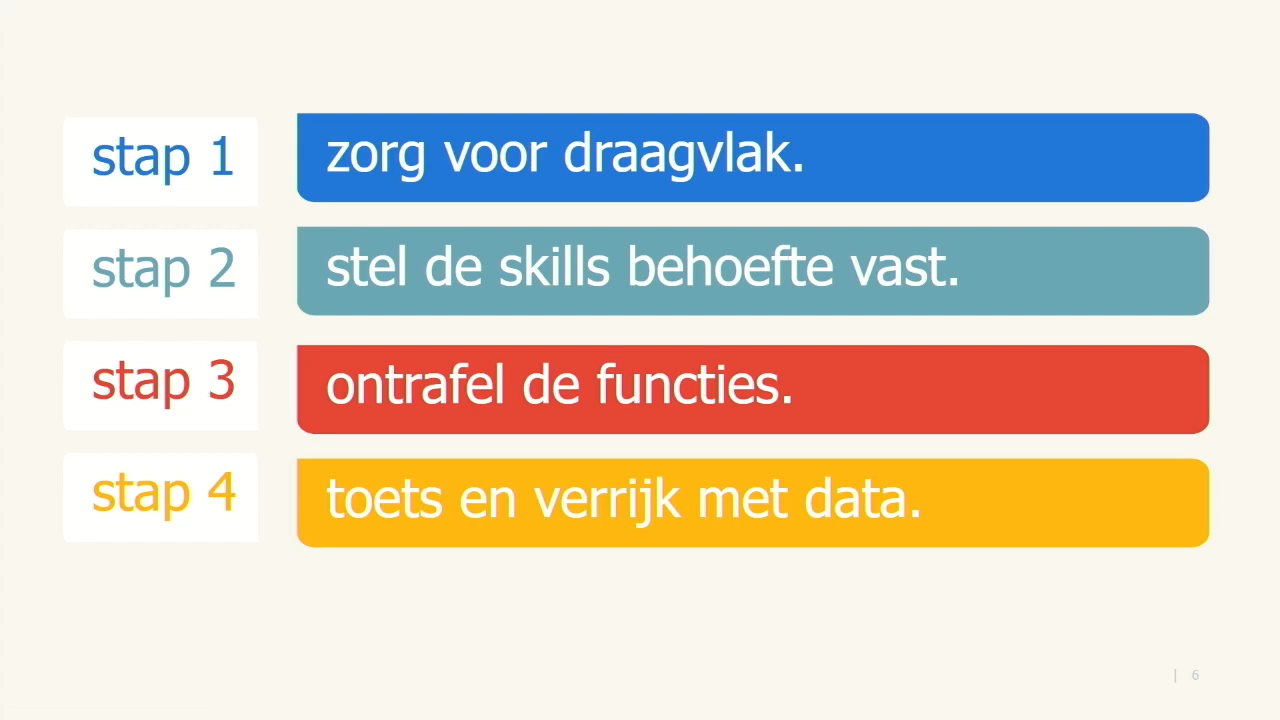 stap 1 zorg voor draagvlak.
stap 2 stel de skills behoefte vast.
stap 3 ontrafel de functies.
stap 4 toets en verrijk met data.
| 6